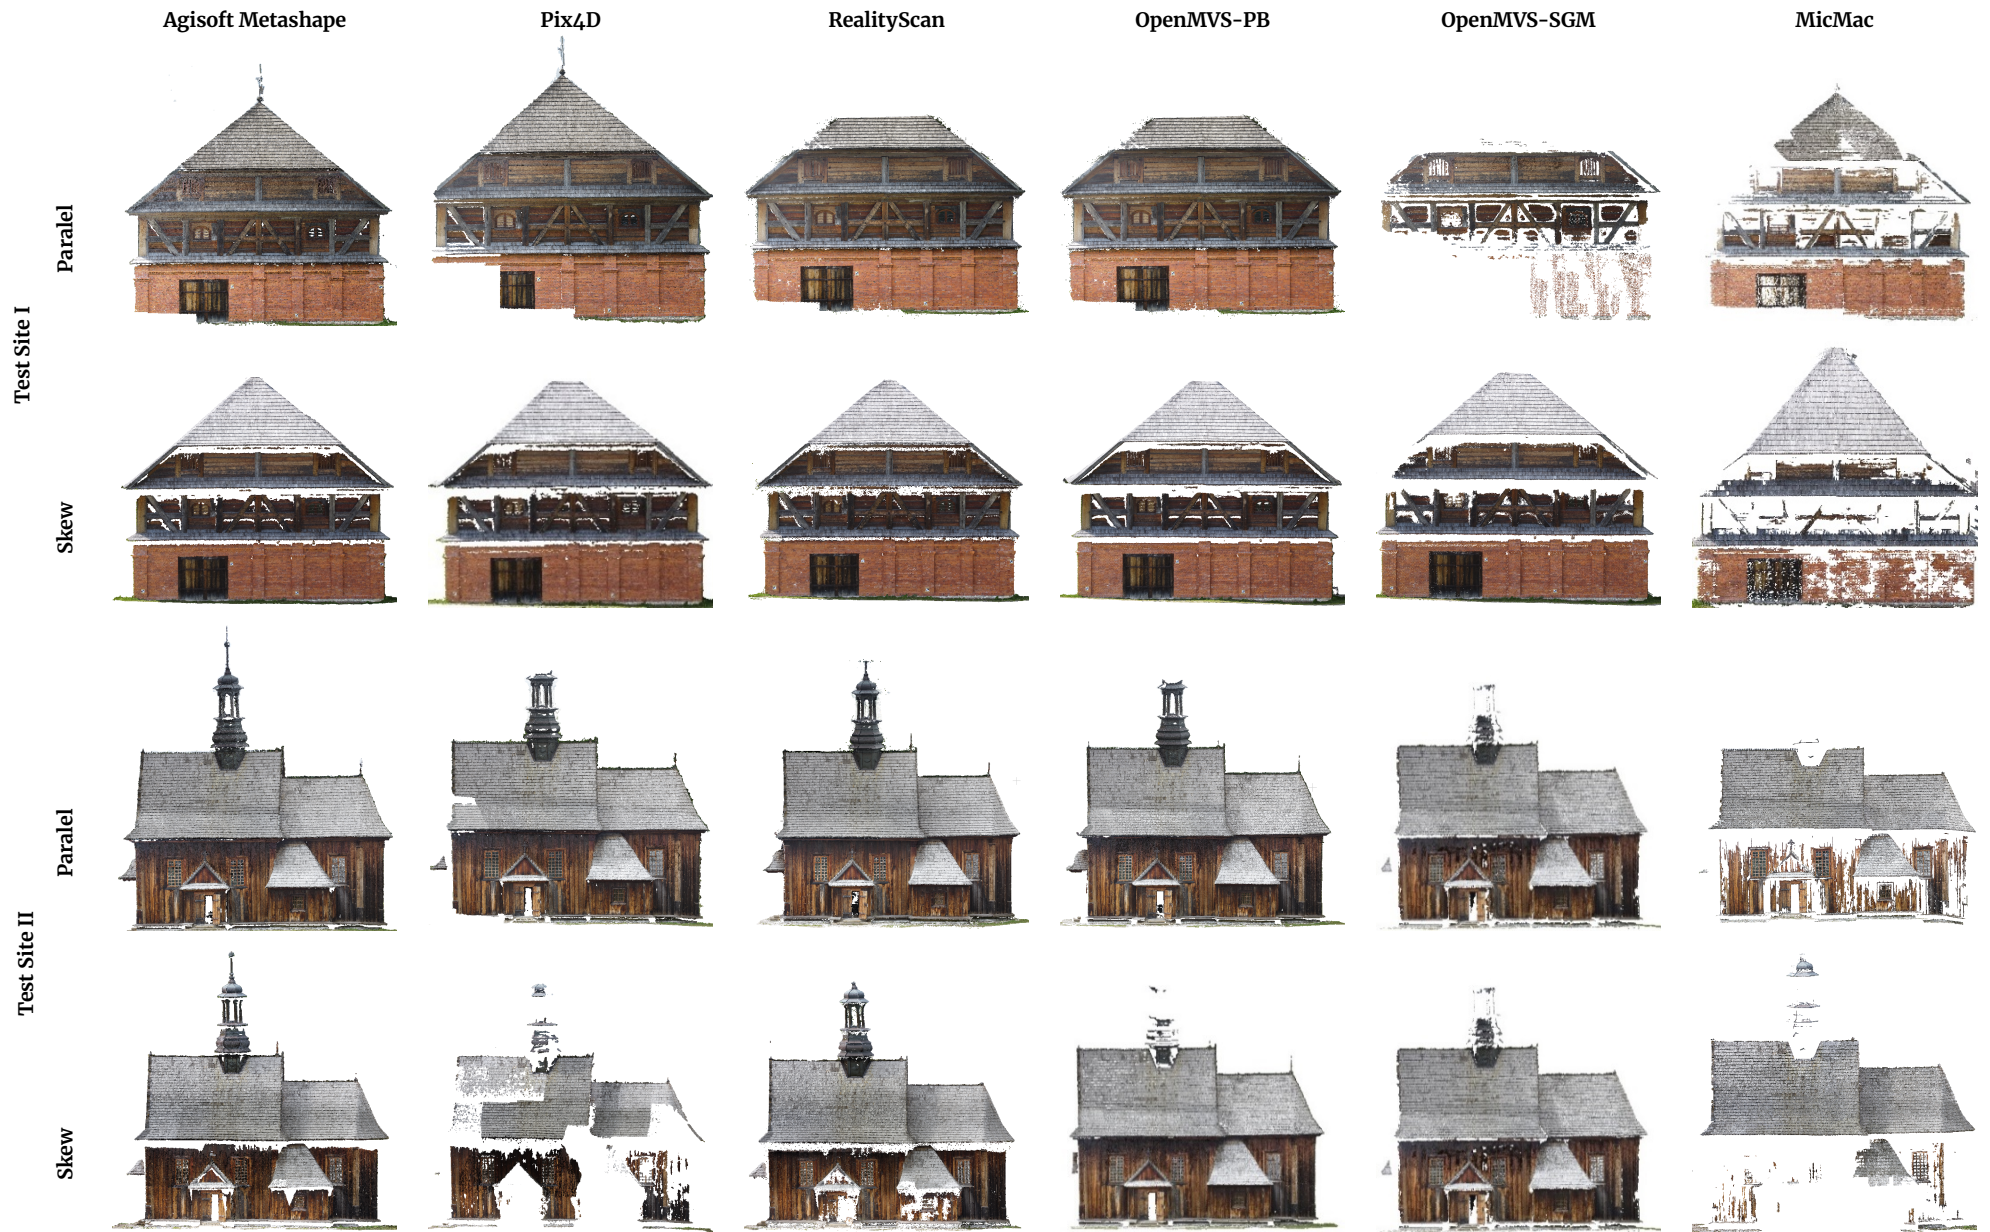 Agisoft Metashape Pix4D RealityScan OpenMVS-PB OpenMVS-SGM MicMac
Test Site I
Paralel
Skew
Test Site II
Paralel
Skew